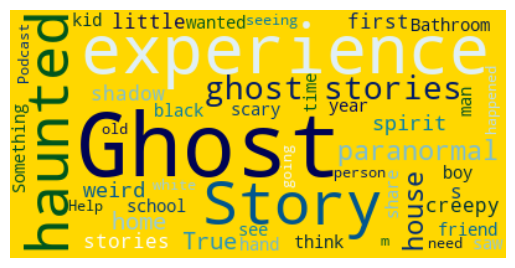 kid little wanted seeing first Bathroom
Podcast
experience
haunted
shadow
ghost stories
time
year
man
happened
black
scary
spirit
Something
old
Ghost
going
paranormal
weird
white
person
boy
s
Help
school
Story
share
house
creepy
home
see
friend
stories
True
hand
think
m
need
saw